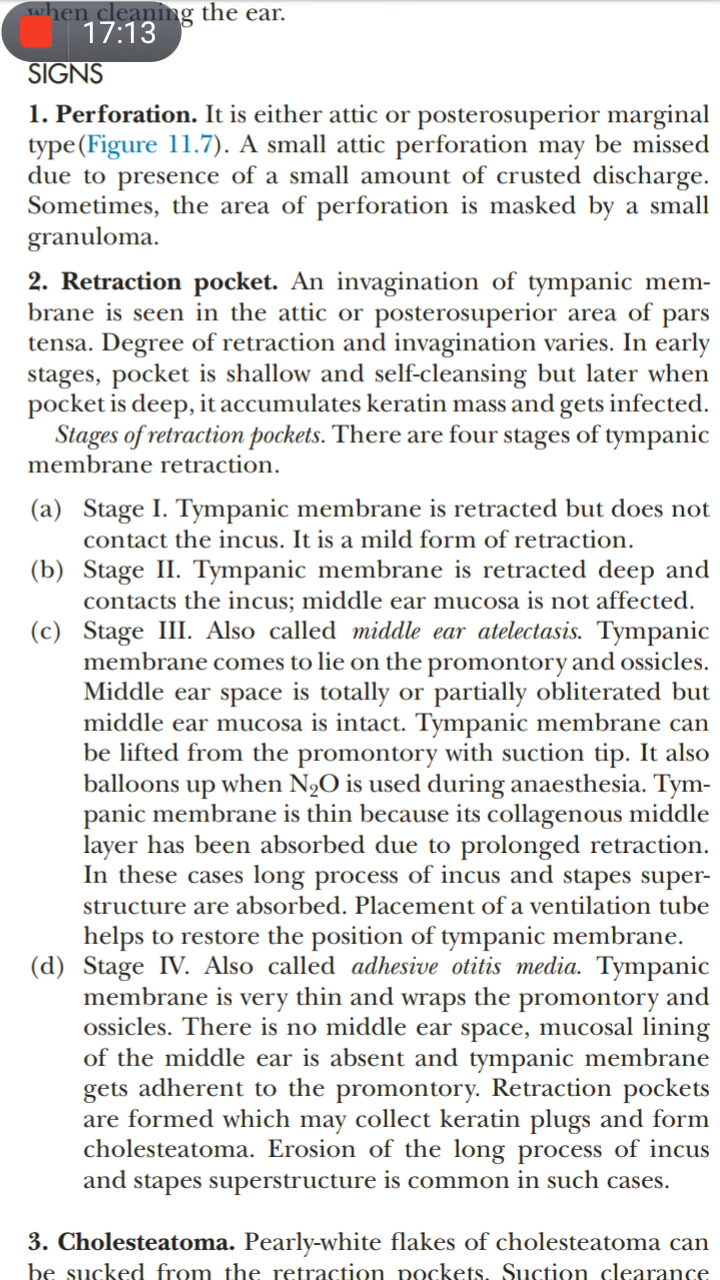 when cleaning the ear.
17:13
SIGNS
1. Perforation. It is either attic or posterosuperior marginal
type(Figure 11.7). A small attic perforation may be missed
due to presence of a small amount of crusted discharge.
Sometimes, the area of perforation is masked by a small
granuloma.
2. Retraction pocket. An invagination of tympanic mem-
brane is seen in the attic or posterosuperior area of pars
tensa. Degree of retraction and invagination varies. In early
stages, pocket is shallow and self-cleansing but later when
pocket is deep, it accumulates keratin mass and gets infected.
Stages of retraction pockets. There are four stages of tympanic
membrane retraction.
(a) Stage I. Tympanic membrane is retracted but does not
contact the incus. It is a mild form of retraction.
(b) Stage II. Tympanic membrane is retracted deep and
contacts the incus; middle ear mucosa is not affected.
(c) Stage III. Also called middle ear atelectasis. Tympanic
membrane comes to lie on the promontory and ossicles.
Middle ear space is totally or partially obliterated but
middle ear mucosa is intact. Tympanic membrane can
be lifted from the promontory with suction tip. It also
balloons up when N₂O is used during anaesthesia. Tym-
panic membrane is thin because its collagenous middle
layer has been absorbed due to prolonged retraction.
In these cases long process of incus and stapes super-
structure are absorbed. Placement of a ventilation tube
helps to restore the position of tympanic membrane.
(d) Stage IV. Also called adhesive otitis media. Tympanic
membrane is very thin and wraps the promontory and
ossicles. There is no middle ear space, mucosal lining
of the middle ear is absent and tympanic membrane
gets adherent to the promontory. Retraction pockets
are formed which may collect keratin plugs and form
cholesteatoma. Erosion of the long process of incus
and stapes superstructure is common in such cases.
3. Cholesteatoma. Pearly-white flakes of cholesteatoma can
be sucked from the retraction pockets. Suction clearance